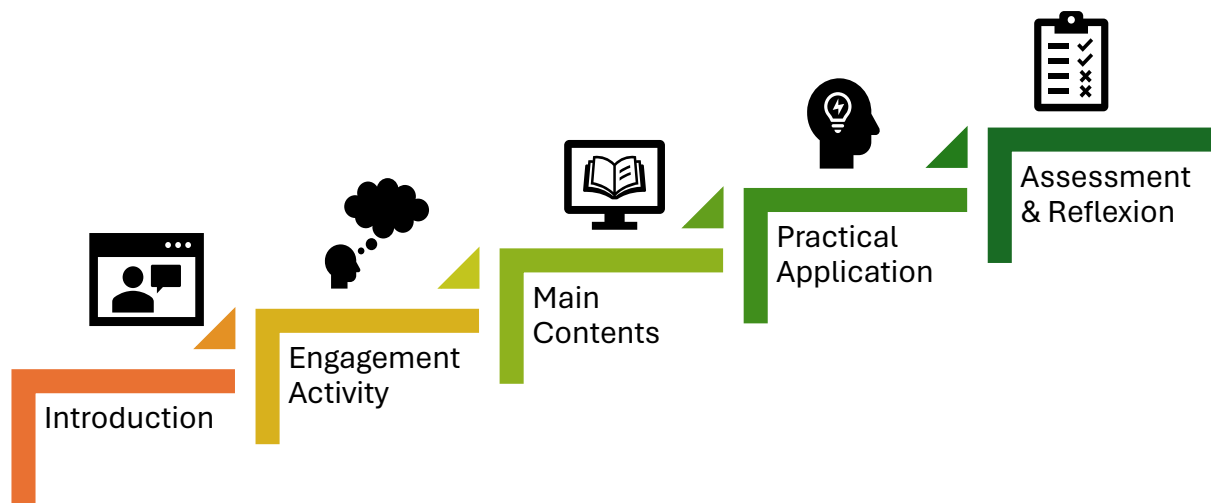 Introduction
Engagement
Activity
Main
Contents
Practical
Application
Assessment
& Reflexion